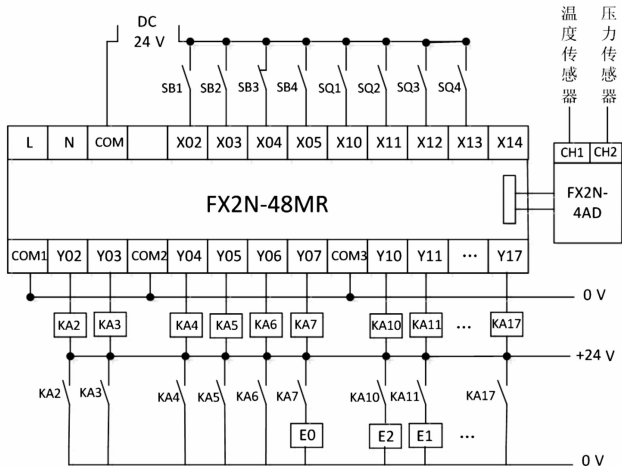 DC
24 V
温度传感器
压力传感器
SB1 SB2 SB3 SB4 SQ1 SQ2 SQ3 SQ4
L N COM X02 X03 X04 X05 X10 X11 X12 X13 X14
CH1 CH2
FX2N-48MR
FX2N-
4AD
COM1 Y02 Y03 COM2 Y04 Y05 Y06 Y07 COM3 Y10 Y11 ... Y17
0 V
KA2 KA3 KA4 KA5 KA6 KA7 KA10 KA11 ... KA17
+24 V
KA2 KA3 KA4 KA5 KA6 KA7 KA10 KA11 KA17
E0 E2 E1 ...
0 V